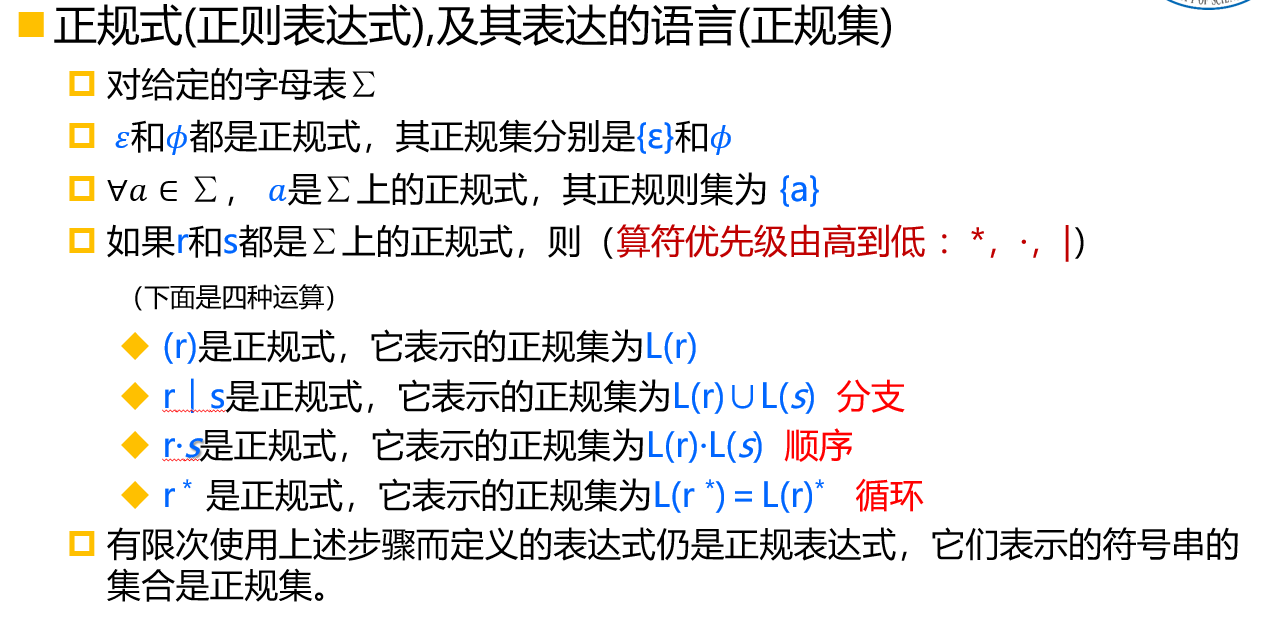 正规式(正则表达式),及其表达的语言(正规集)
对给定的字母表∑
ε和ϕ都是正规式，其正规集分别是{ε}和ϕ
∀a ∈ ∑ ， a是∑上的正规式，其正规则集为 {a}
如果r和s都是∑上的正规式，则（算符优先级由高到低 ： *，·，|）
（下面是四种运算）
(r)是正规式，它表示的正规集为L(r)
r｜s是正规式，它表示的正规集为L(r)∪L(s) 分支
r·s是正规式，它表示的正规集为L(r)·L(s) 顺序
r * 是正规式，它表示的正规集为L(r *) = L(r)* 循环
有限次使用上述步骤而定义的表达式仍是正规表达式，它们表示的符号串的
集合是正规集。